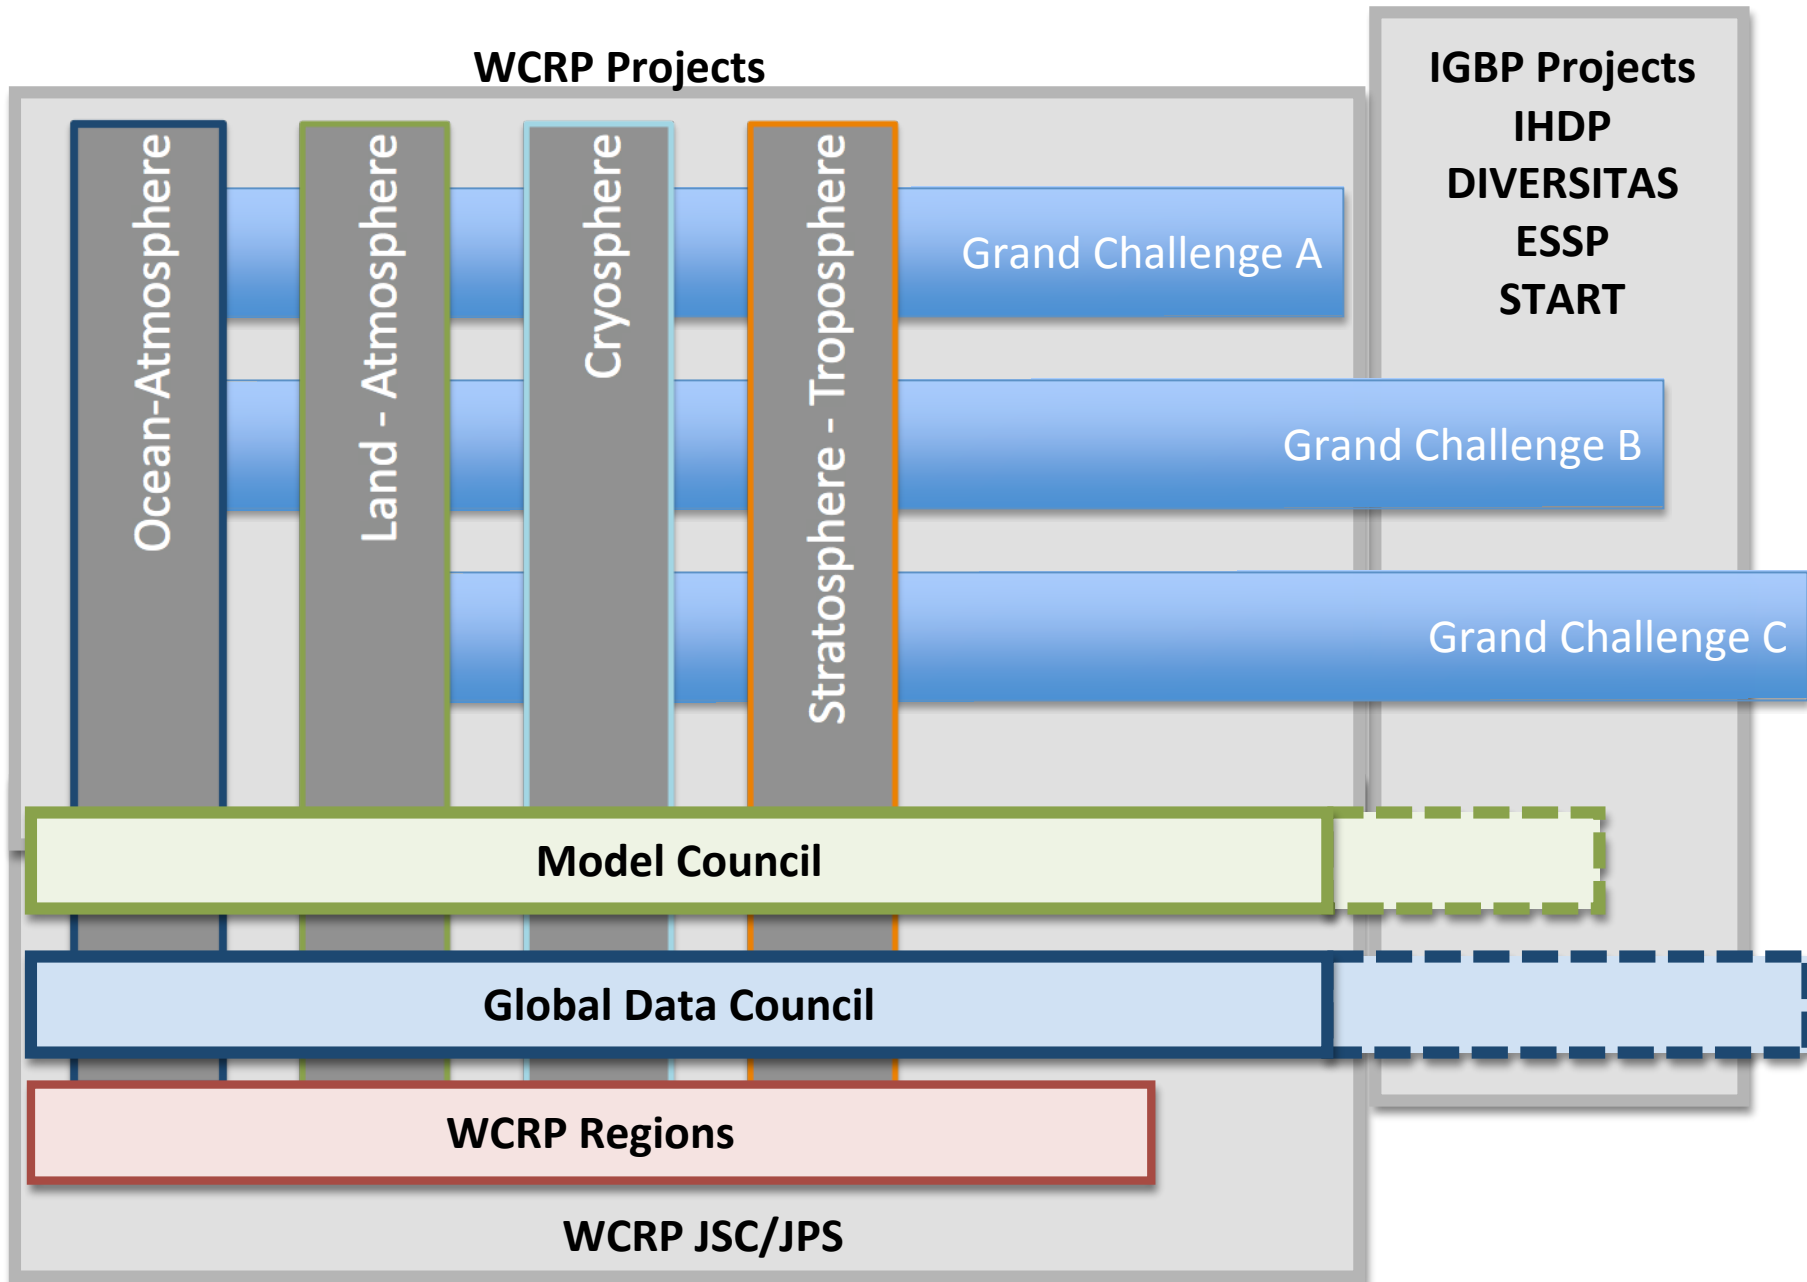 WCRP Projects
IGBP Projects
IHDP
DIVERSITAS
ESSP
START
Ocean-Atmosphere
Land - Atmosphere
Cryosphere
Stratosphere - Troposphere
Grand Challenge A
Grand Challenge B
Grand Challenge C
Model Council
Global Data Council
WCRP Regions
WCRP JSC/JPS